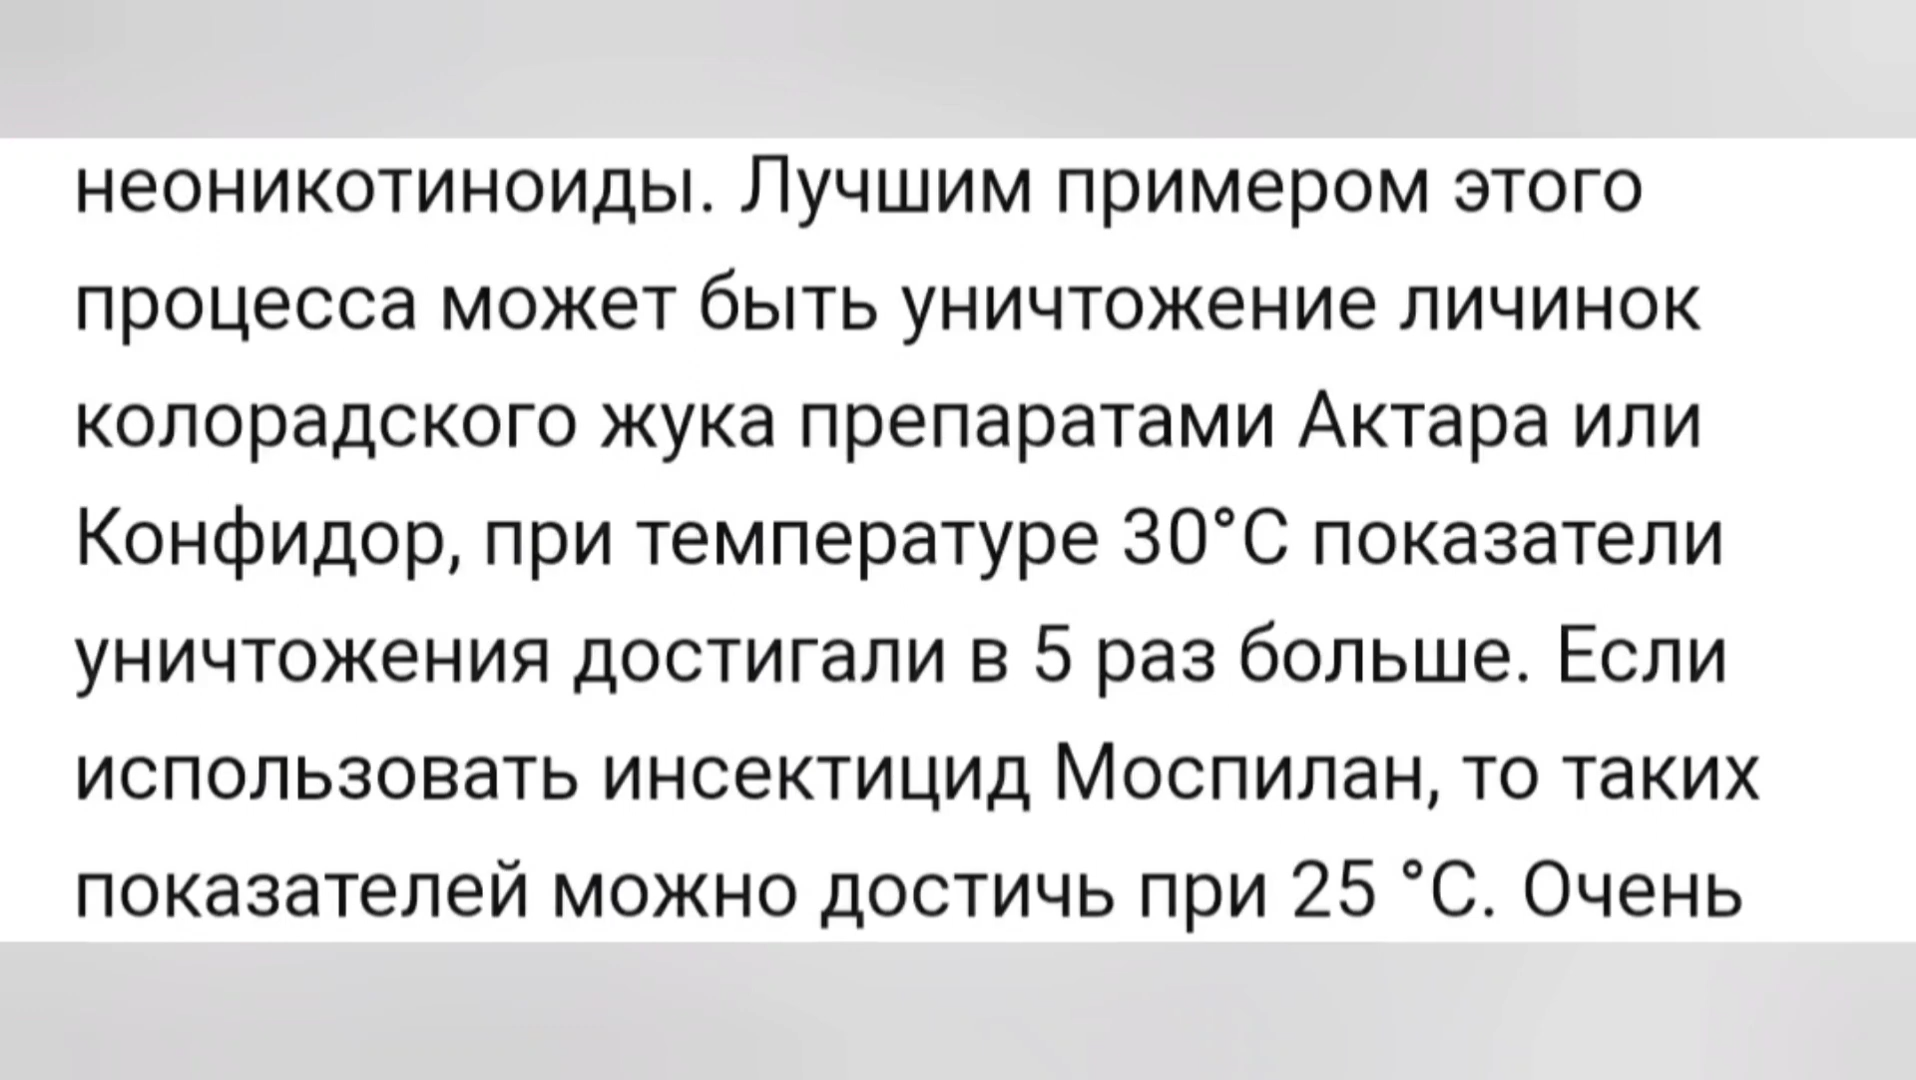 неоникотиноиды. Лучшим примером этого
процесса может быть уничтожение личинок
колорадского жука препаратами Актара или
Конфидор, при температуре 30°C показатели
уничтожения достигали в 5 раз больше. Если
использовать инсектицид Моспилан, то таких
показателей можно достичь при 25 °C. Очень